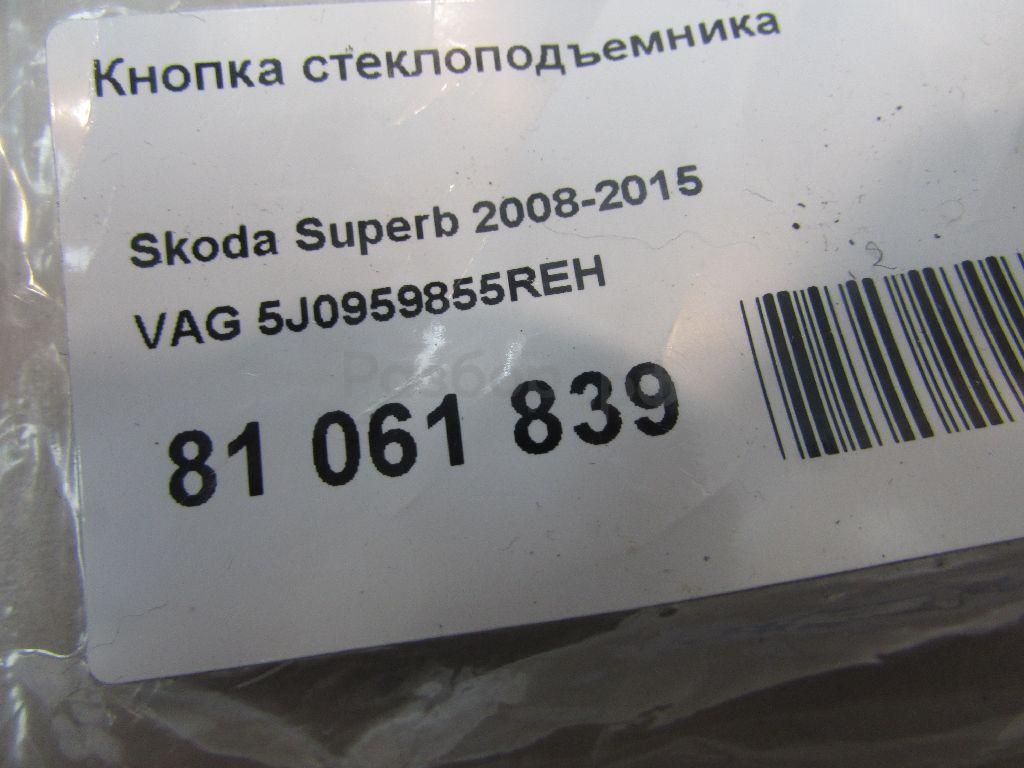 Кнопка стеклоподъемника
Skoda Superb 2008-2015
VAG 5J0959855REH
81 061 839